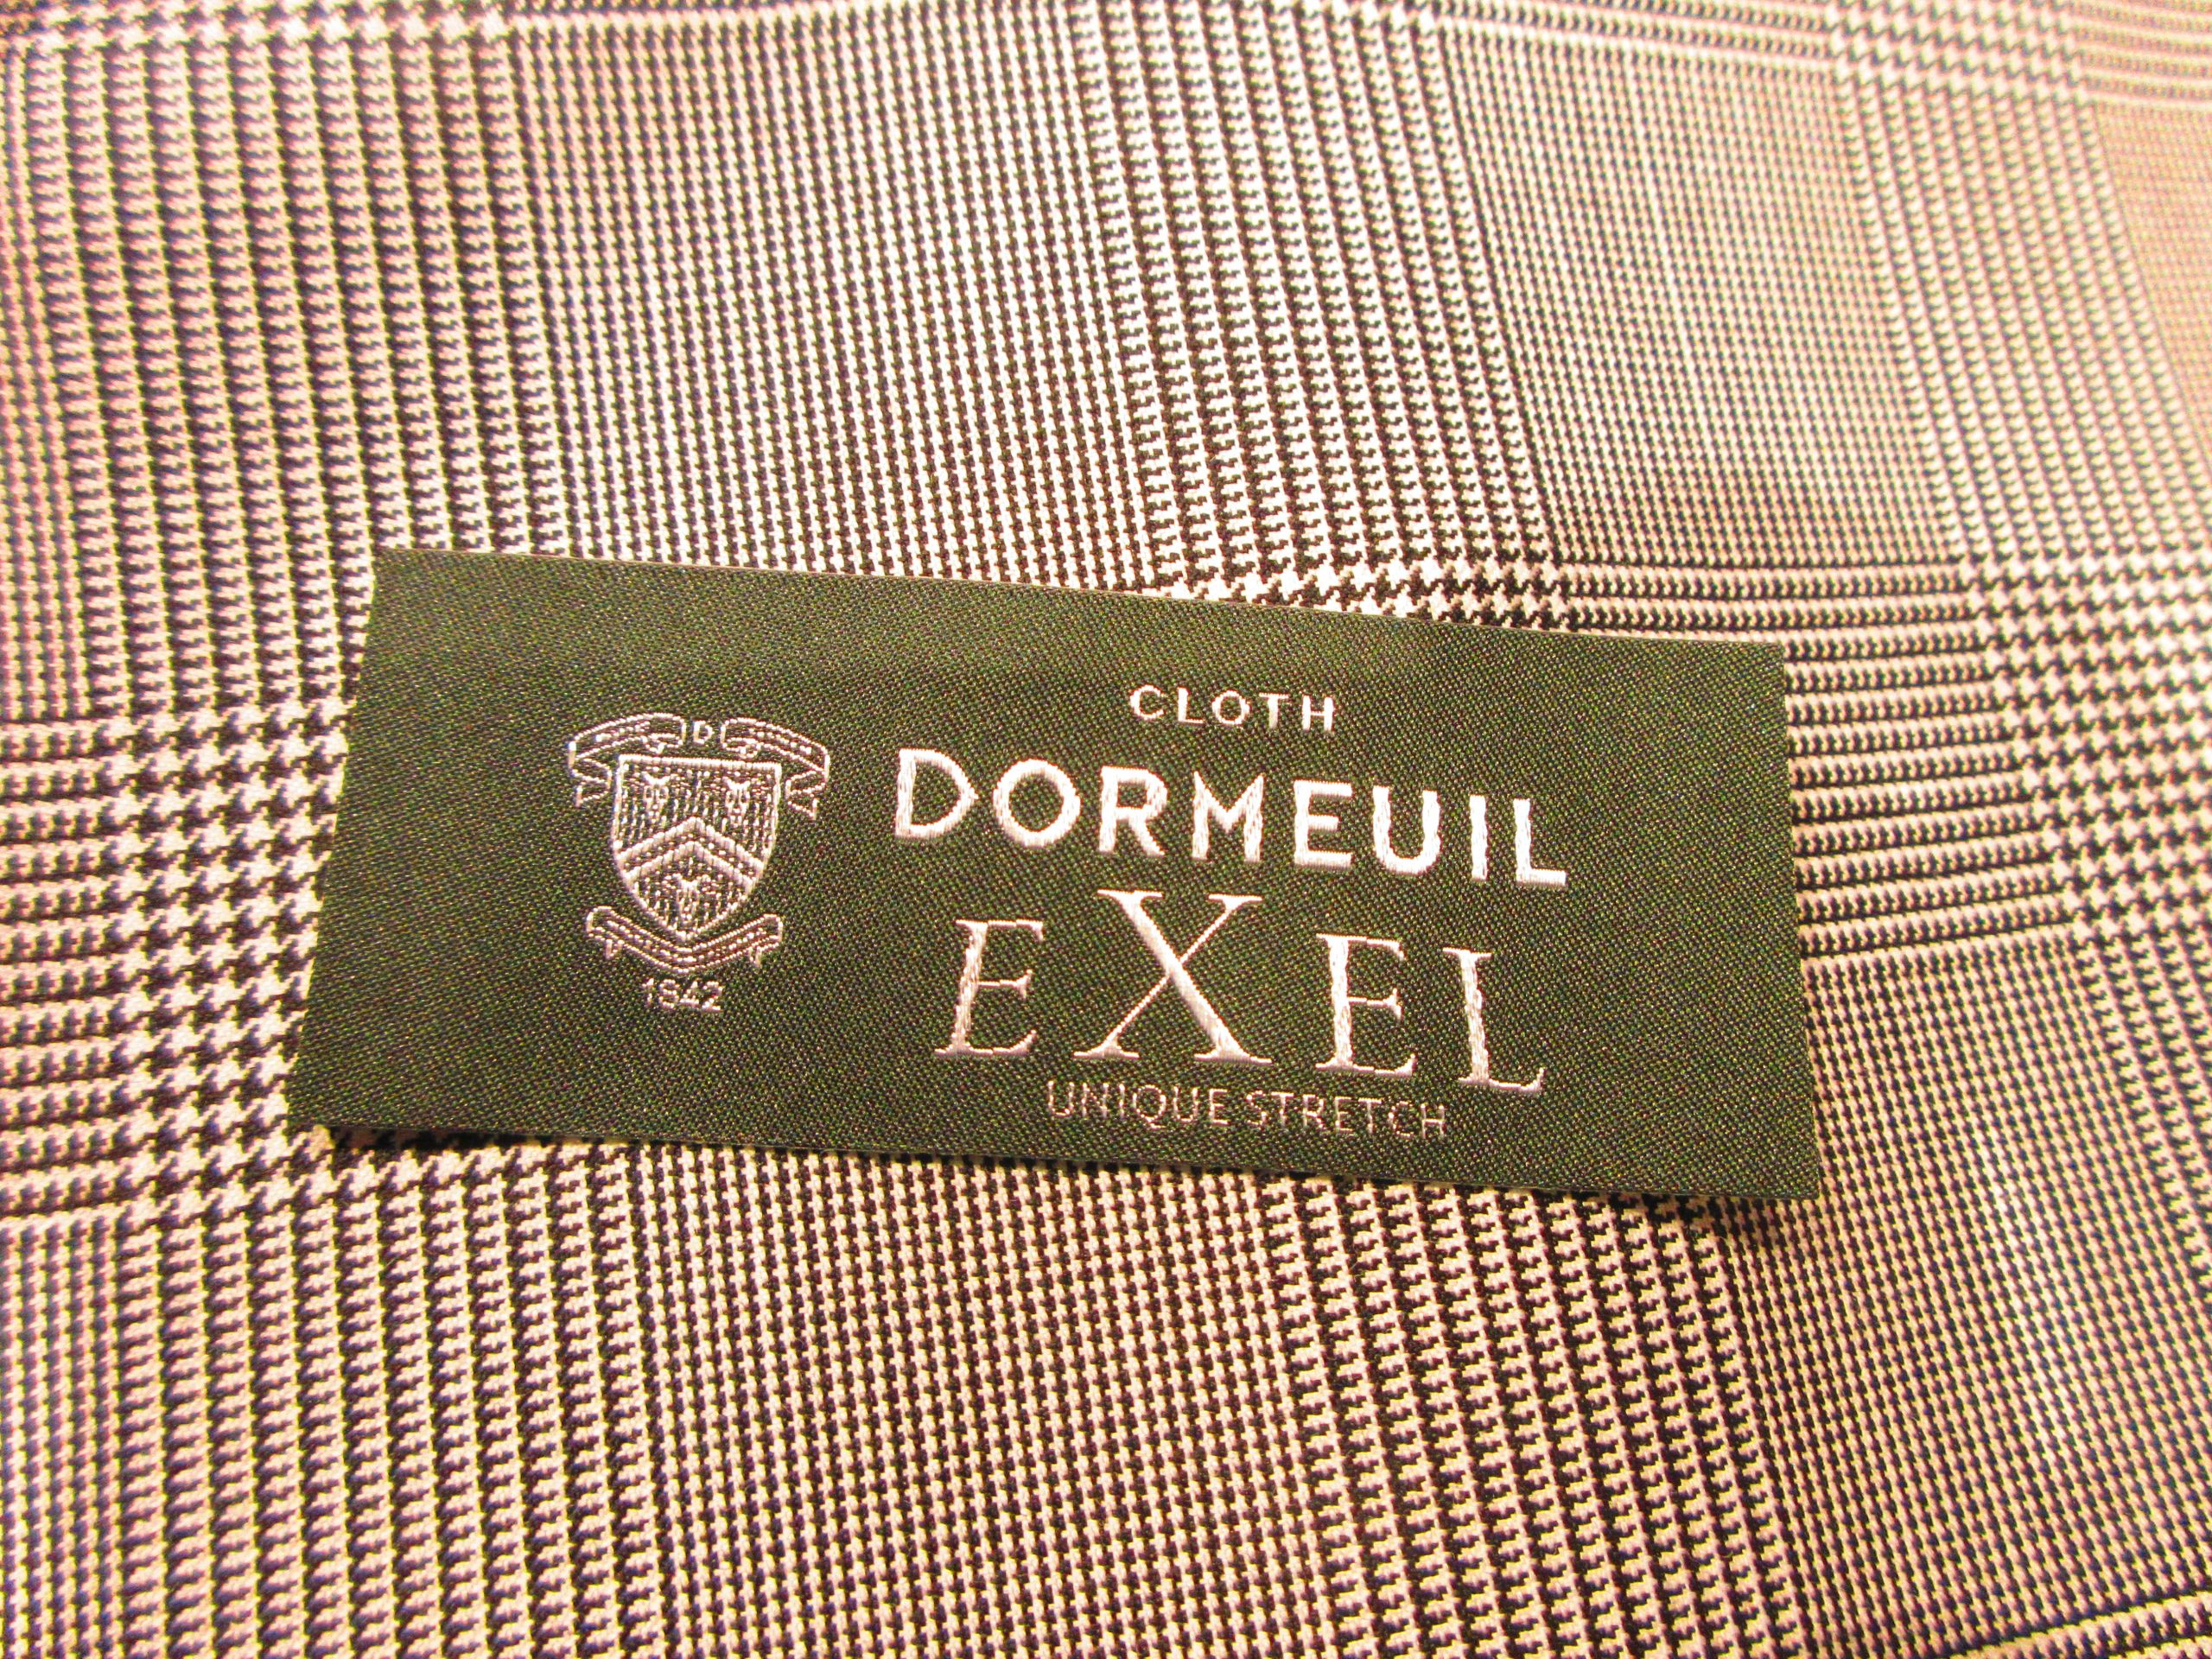 D
1842
CLOTH
DORMEUIL
EXEL
UNIQUE STRETCH